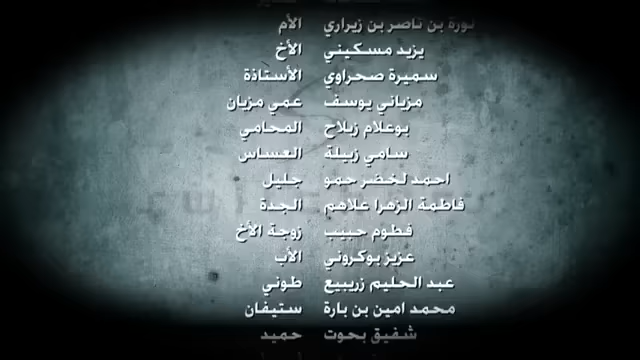 نورة بن ناصر بن زيراري الأم
يزيد مسكيني الأخ
سميرة صحراوي الأستاذة
مزياني يوسف عمي مزيان
بوعلام زبلاح المحامي
سامي زبيلة العساس
احمد لخضر حمو جليل
فاطمة الزهرا علاهم الجدة
فطوم حبيب زوجة الأخ
عزيز بوكروني الأب
عبد الحليم زريبيع طوني
محمد امين بن بارة ستيفان
شفيق بحوت حميد